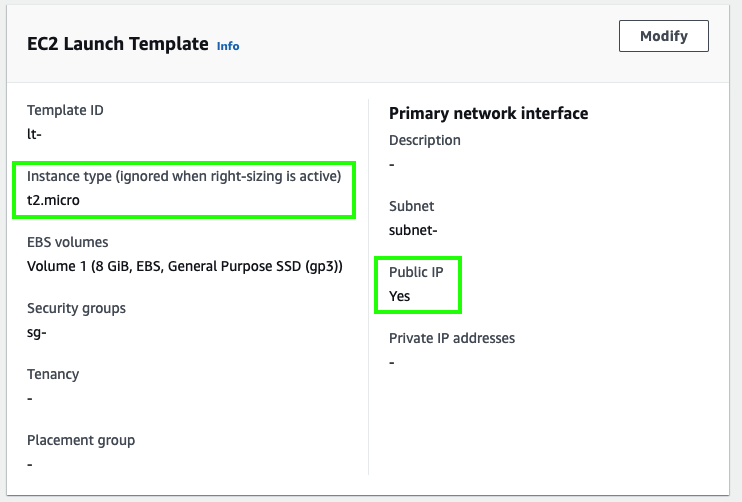 EC2 Launch Template Info
Modify
Template ID
lt-
Instance type (ignored when right-sizing is active)
t2.micro
EBS volumes
Volume 1 (8 GiB, EBS, General Purpose SSD (gp3))
Security groups
sg-
Tenancy
-
Placement group
-
Primary network interface
Description
-
Subnet
subnet-
Public IP
Yes
Private IP addresses
-